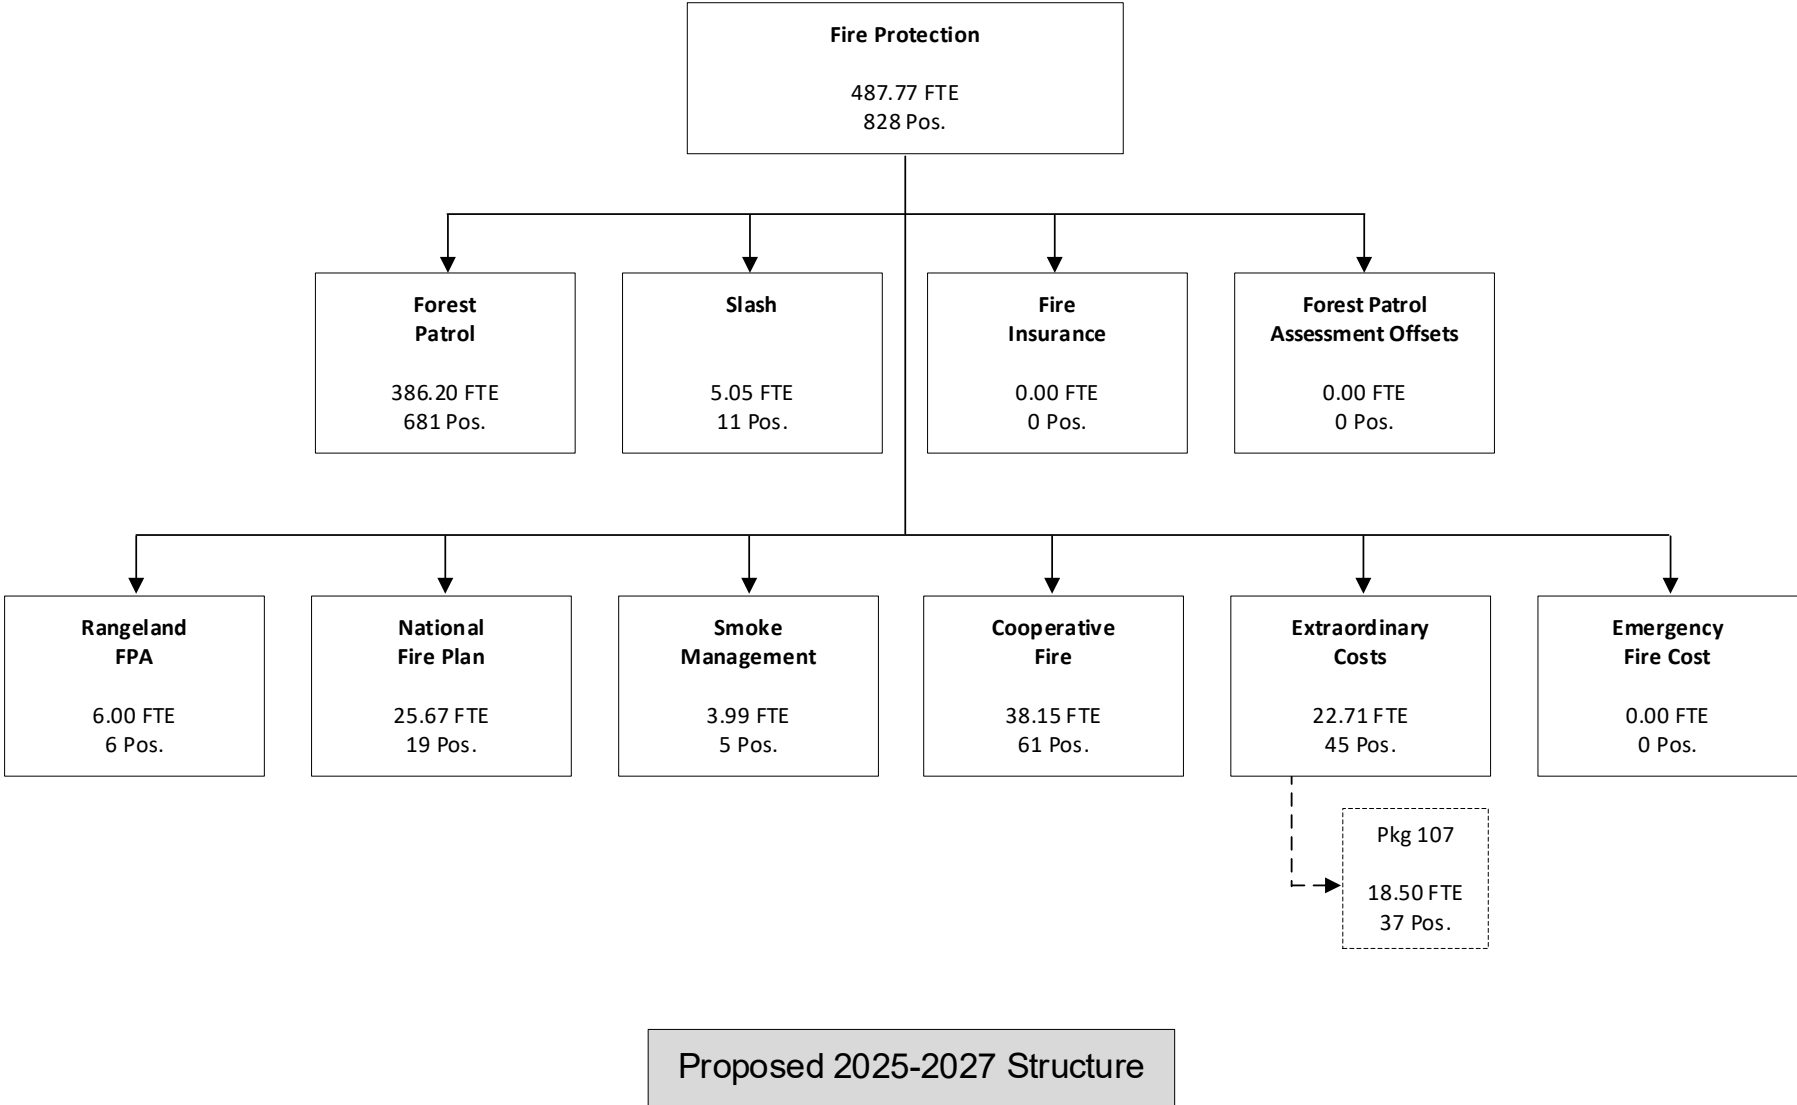 Fire Protection
487.77 FTE
828 Pos.
Forest
Patrol
386.20 FTE
681 Pos.
Slash
5.05 FTE
11 Pos.
Fire
Insurance
0.00 FTE
0 Pos.
Forest Patrol
Assessment Offsets
0.00 FTE
0 Pos.
Rangeland
FPA
6.00 FTE
6 Pos.
National
Fire Plan
25.67 FTE
19 Pos.
Smoke
Management
3.99 FTE
5 Pos.
Cooperative
Fire
38.15 FTE
61 Pos.
Extraordinary
Costs
22.71 FTE
45 Pos.
Emergency
Fire Cost
0.00 FTE
0 Pos.
Pkg 107
18.50 FTE
37 Pos.
Proposed 2025-2027 Structure